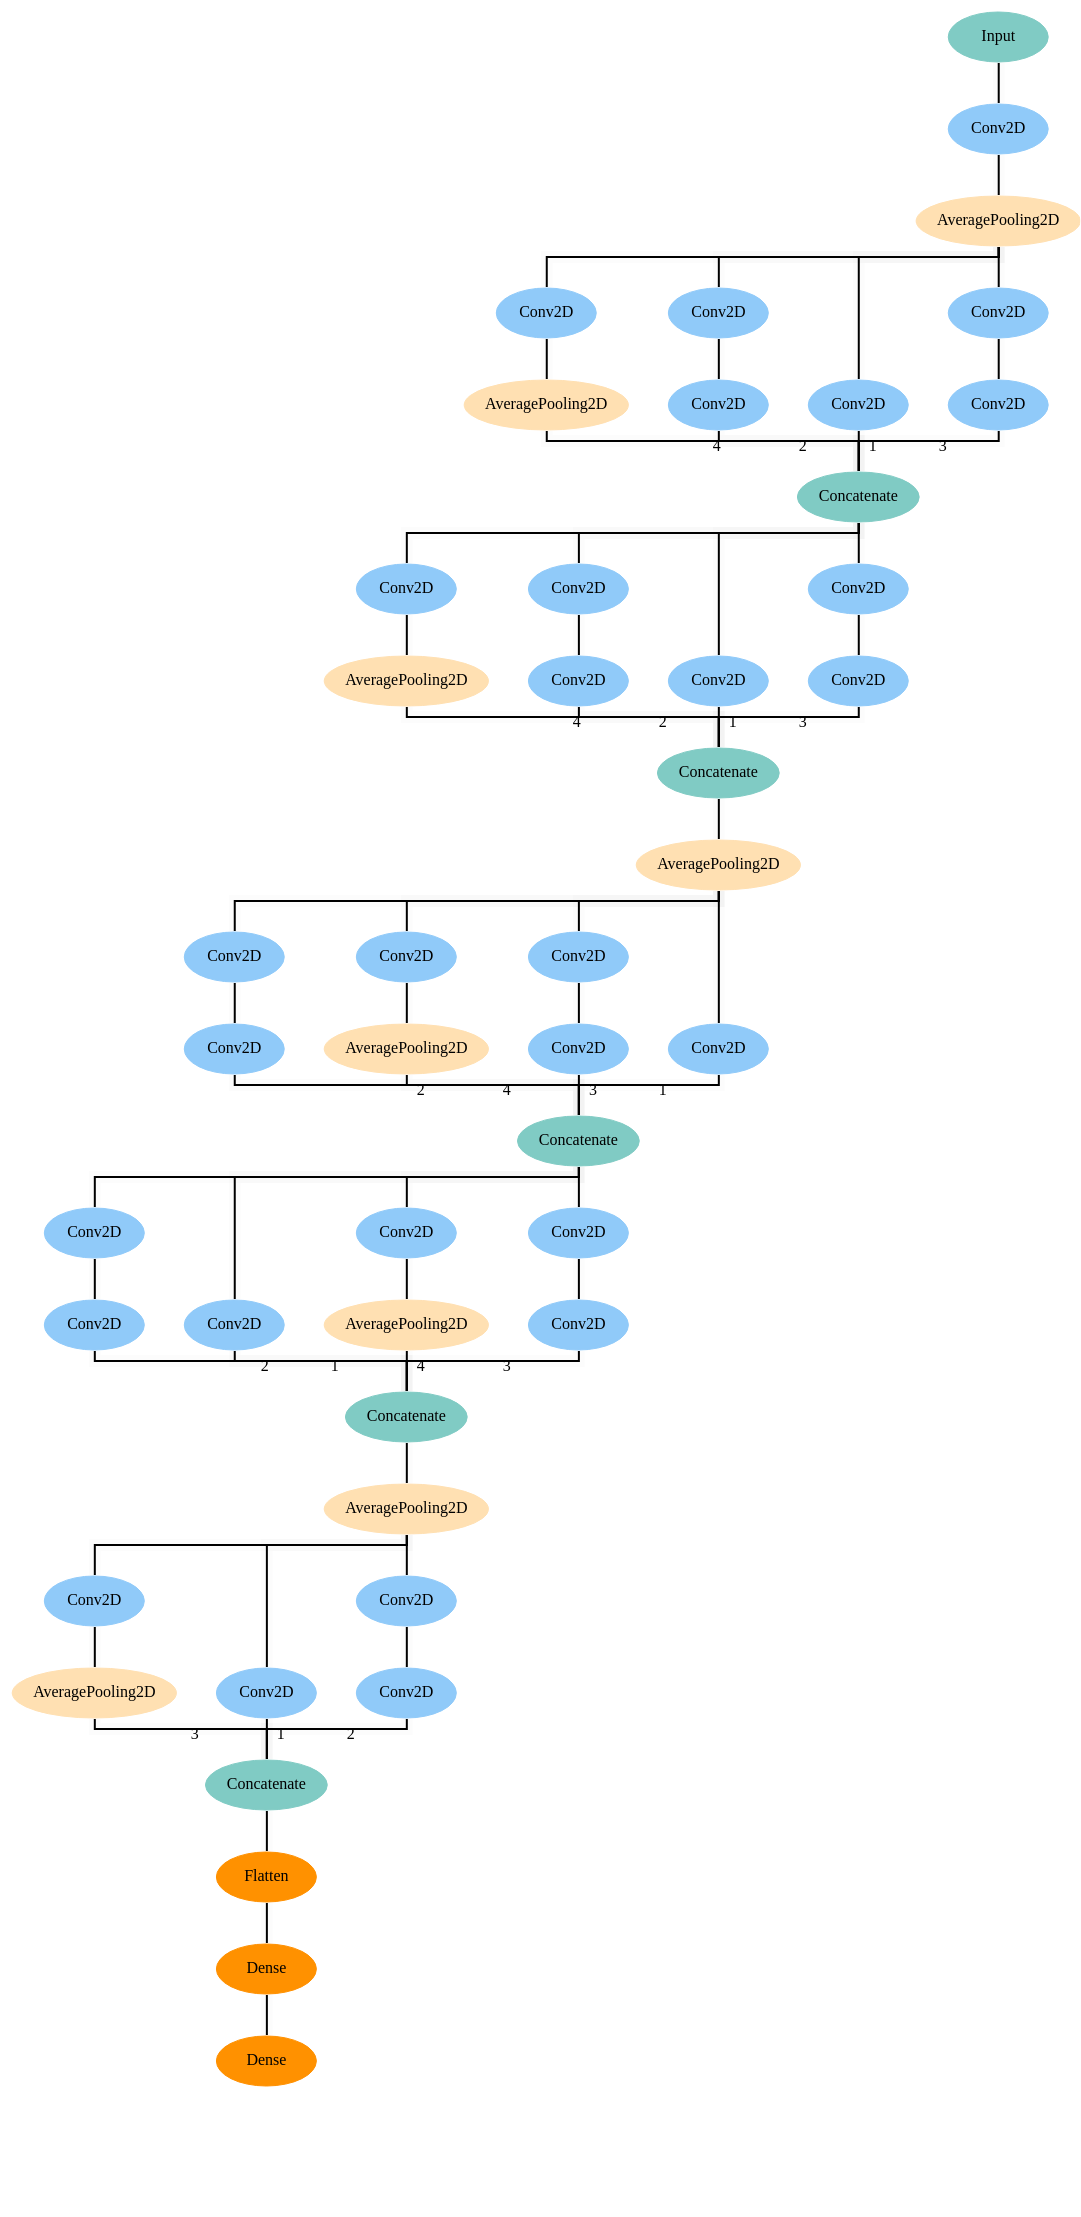 Input
Conv2D
AveragePooling2D
Conv2D Conv2D Conv2D
AveragePooling2D Conv2D Conv2D Conv2D
4 2 1 3
Concatenate
Conv2D Conv2D Conv2D
AveragePooling2D Conv2D Conv2D Conv2D
4 2 1 3
Concatenate
AveragePooling2D
Conv2D Conv2D Conv2D
Conv2D AveragePooling2D Conv2D Conv2D
2 4 3 1
Concatenate
Conv2D Conv2D Conv2D
Conv2D Conv2D AveragePooling2D Conv2D
2 1 4 3
Concatenate
AveragePooling2D
Conv2D Conv2D
AveragePooling2D Conv2D Conv2D
3 1 2
Concatenate
Flatten
Dense
Dense